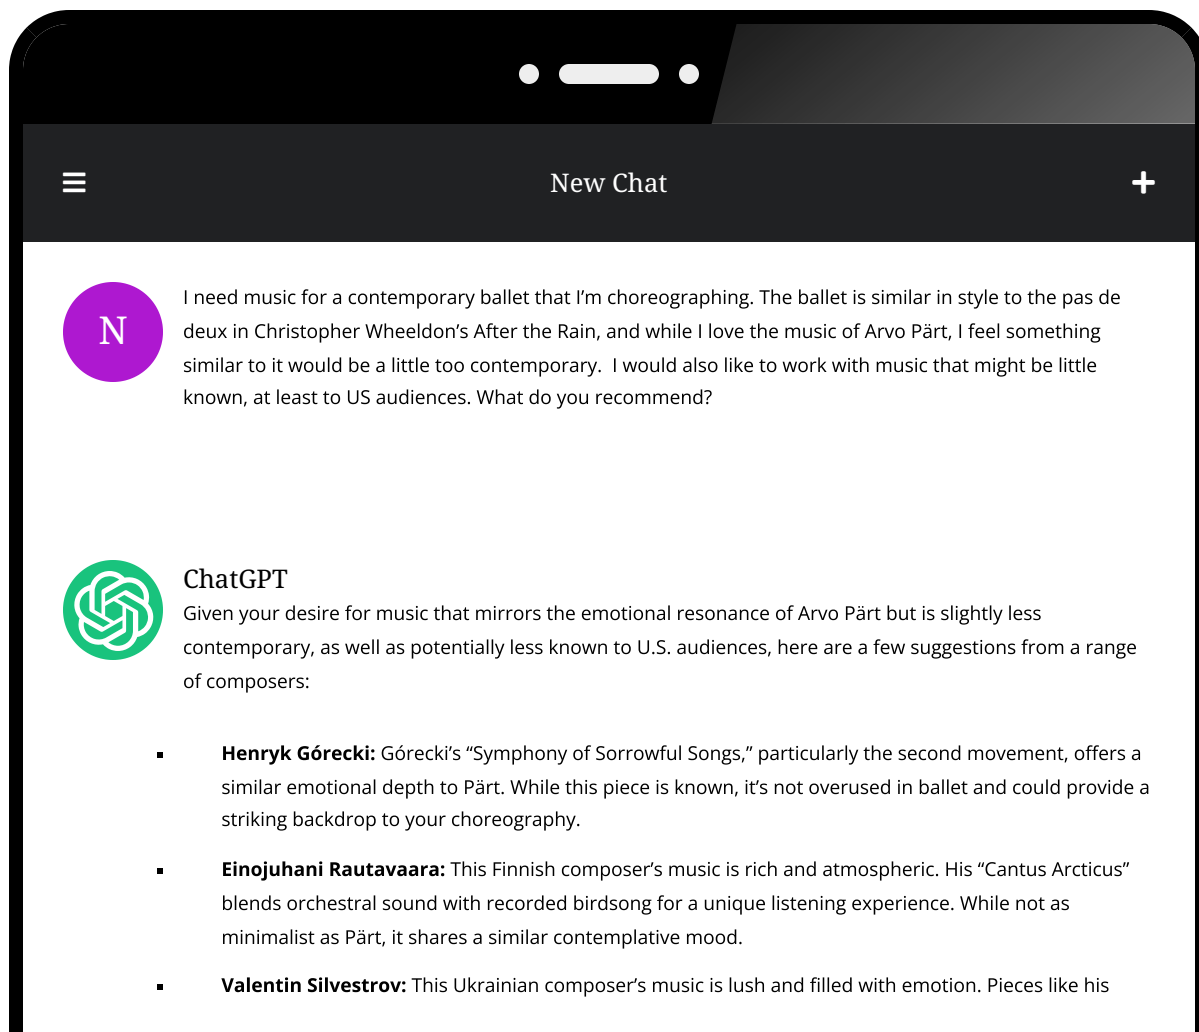 New Chat
N
I need music for a contemporary ballet that I’m choreographing. The ballet is similar in style to the pas de
deux in Christopher Wheeldon’s After the Rain, and while I love the music of Arvo Pärt, I feel something
similar to it would be a little too contemporary.  I would also like to work with music that might be little
known, at least to US audiences. What do you recommend?
ChatGPT
Given your desire for music that mirrors the emotional resonance of Arvo Pärt but is slightly less
contemporary, as well as potentially less known to U.S. audiences, here are a few suggestions from a range
of composers:
▪ Henryk Górecki: Górecki’s “Symphony of Sorrowful Songs,” particularly the second movement, offers a
similar emotional depth to Pärt. While this piece is known, it’s not overused in ballet and could provide a
striking backdrop to your choreography.
▪ Einojuhani Rautavaara: This Finnish composer’s music is rich and atmospheric. His “Cantus Arcticus”
blends orchestral sound with recorded birdsong for a unique listening experience. While not as
minimalist as Pärt, it shares a similar contemplative mood.
▪ Valentin Silvestrov: This Ukrainian composer’s music is lush and filled with emotion. Pieces like his